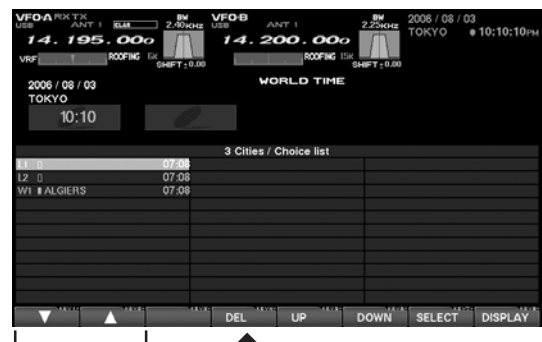 VFO-A RX TX
USB ANT 1 CLAR BW 2.40KHZ
14. 195. 00o
VRF ROOFING 6K SHIFT ± 0.00
VFO-B
USB ANT 1 BW 2.25KHZ
14. 200. 00o
ROOFING 15K SHIFT ± 0.00
2006 / 08 / 03
TOKYO 10:10:10PM
2006 / 08 / 03
TOKYO
10:10
WORLD TIME
3 Cities / Choice list
L1 07:08
L2 07:08
W1 ALGIERS 07:08
▼ ▲ DEL UP DOWN SELECT DISPLAY